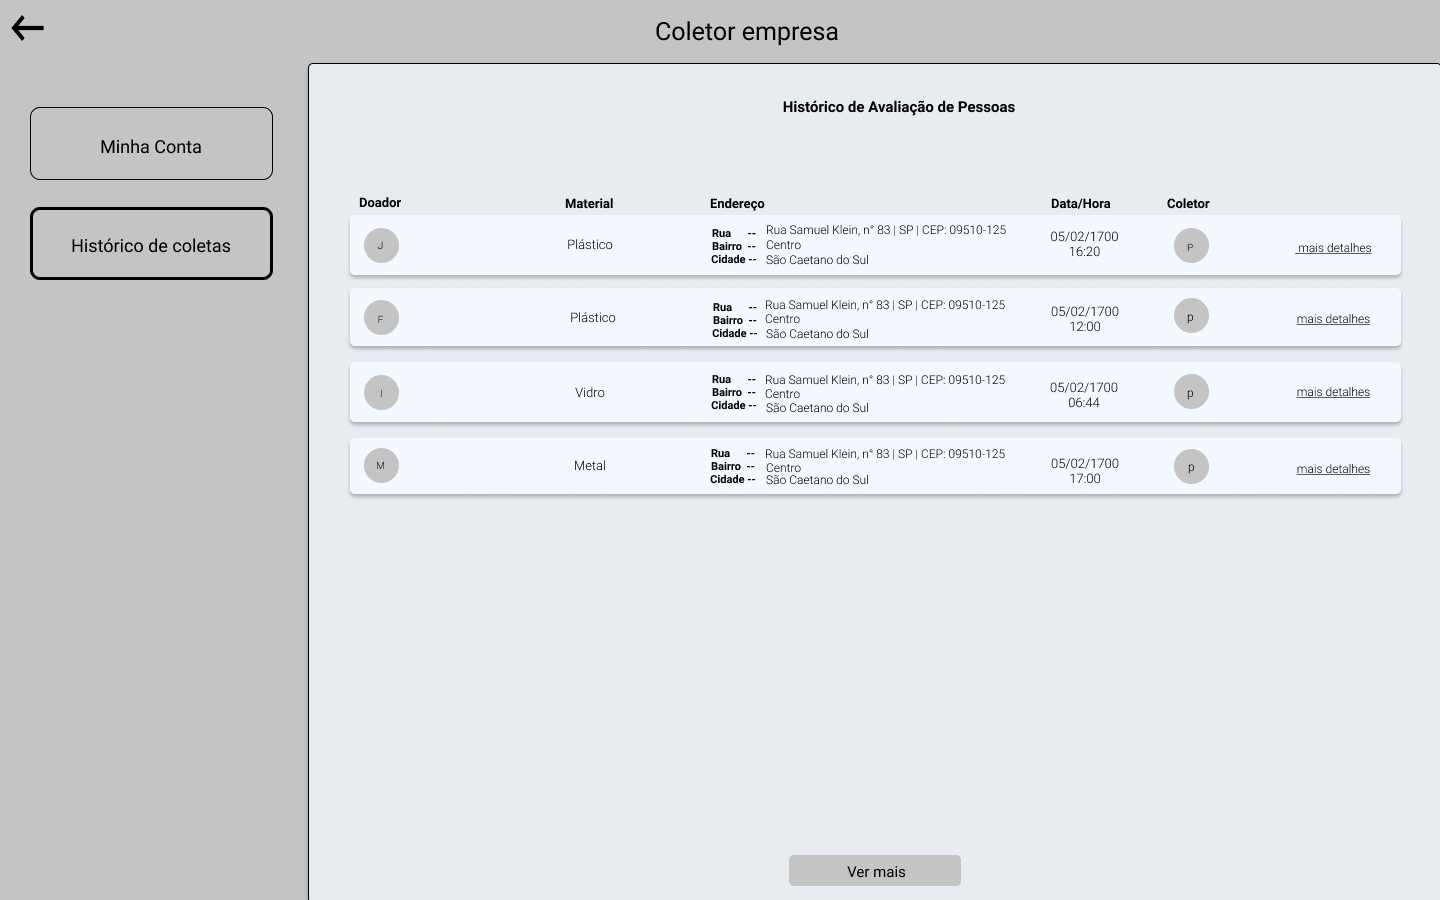 Coletor empresa
Minha Conta
Histórico de coletas
Histórico de Avaliação de Pessoas
Doador Material Endereço Data/Hora Coletor
J Plástico Rua -- Rua Samuel Klein, n° 83 | SP | CEP: 09510-125 05/02/1700 P mais detalhes
Bairro -- Centro 16:20
Cidade -- São Caetano do Sul
F Plástico Rua -- Rua Samuel Klein, n° 83 | SP | CEP: 09510-125 05/02/1700 p mais detalhes
Bairro -- Centro 12:00
Cidade -- São Caetano do Sul
I Vidro Rua -- Rua Samuel Klein, n° 83 | SP | CEP: 09510-125 05/02/1700 p mais detalhes
Bairro -- Centro 06:44
Cidade -- São Caetano do Sul
M Metal Rua -- Rua Samuel Klein, n° 83 | SP | CEP: 09510-125 05/02/1700 p mais detalhes
Bairro -- Centro 17:00
Cidade -- São Caetano do Sul
Ver mais